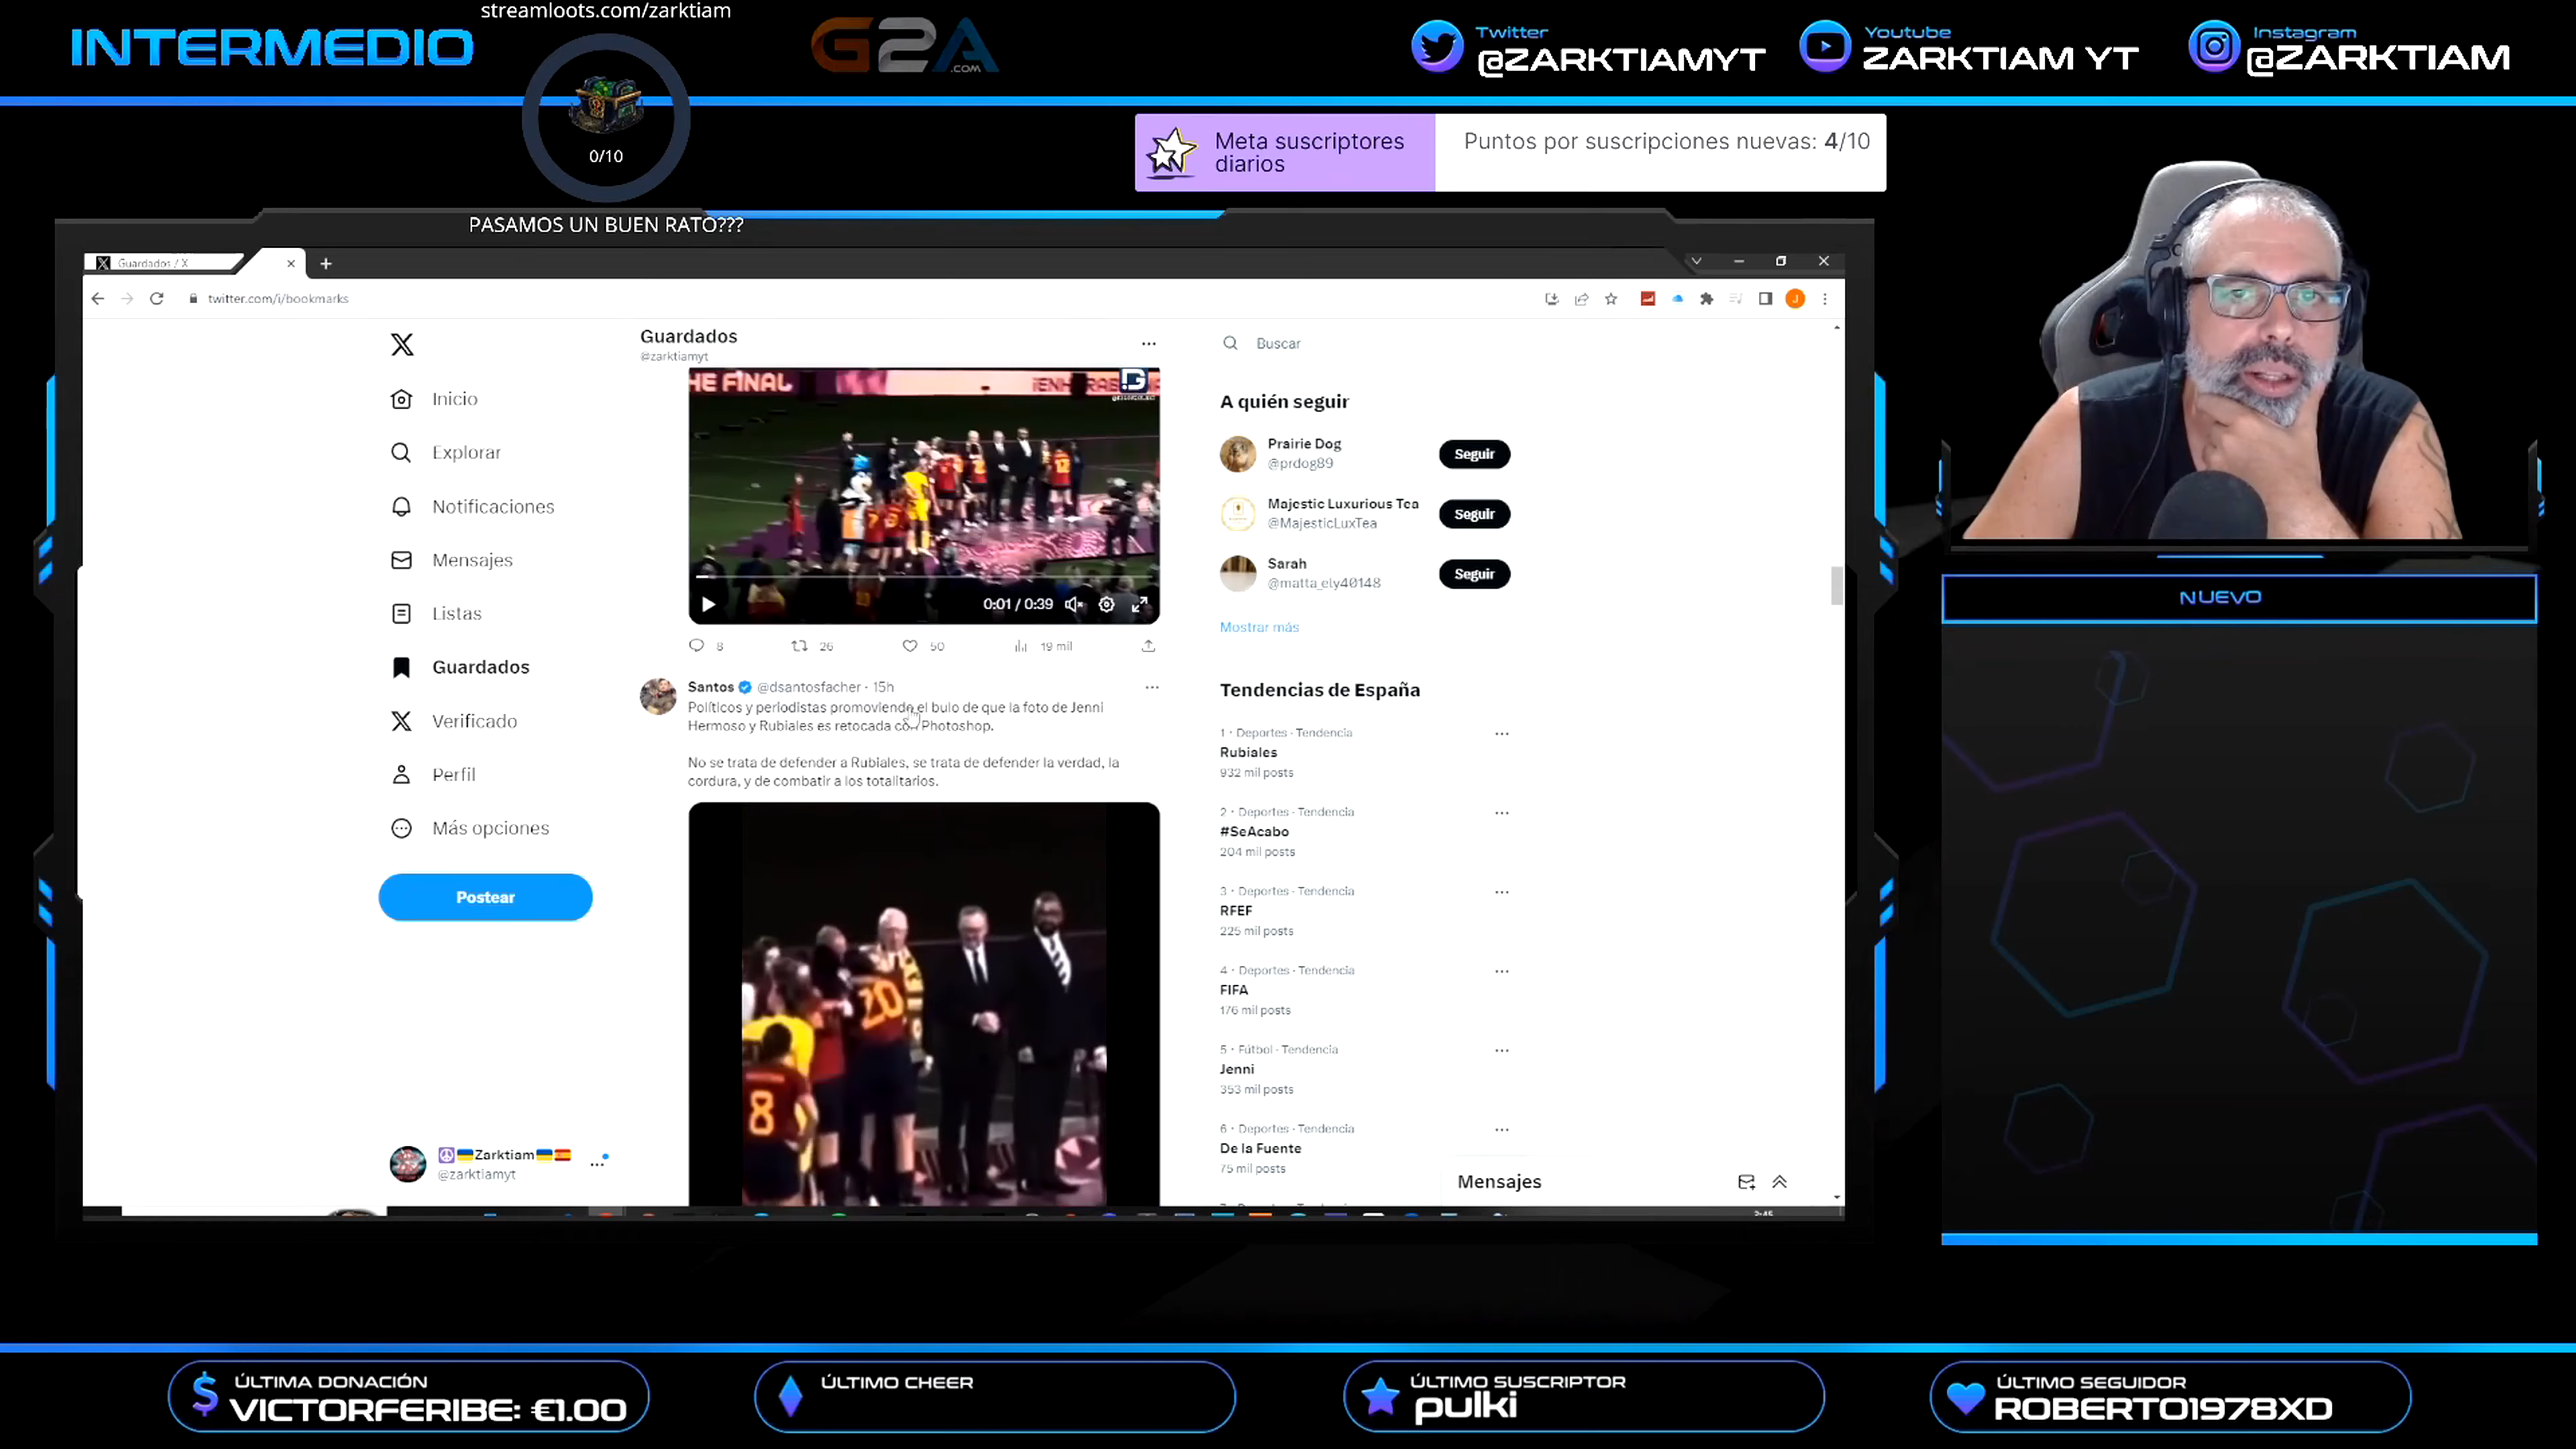 streamloots.com/zarktiam
INTERMEDIO
G2A
.COM
Twitter
@ZARKTIAMYT
Youtube
ZARKTIAM YT
Instagram
@ZARKTIAM
0/10
Meta suscriptores
diarios
Puntos por suscripciones nuevas: 4/10
PASAMOS UN BUEN RATO???
Guardados / X
twitter.com/i/bookmarks
J
Inicio
Explorar
Notificaciones
Mensajes
Listas
Guardados
Verificado
Perfil
Más opciones
Postear
Zarktiam
@zarktiamyt
Guardados
@zarktiamyt
HE FINAL
0:01 / 0:39
8
26
50
19 mil
Santos @dsantosfacher · 15h
Políticos y periodistas promoviendo el bulo de que la foto de Jenni
Hermoso y Rubiales es retocada con Photoshop.
No se trata de defender a Rubiales, se trata de defender la verdad, la
cordura, y de combatir a los totalitarios.
20
8
Buscar
A quién seguir
Prairie Dog
@prdog89
Seguir
Majestic Luxurious Tea
@MajesticLuxTea
Seguir
Sarah
@matta_ely40148
Seguir
Mostrar más
Tendencias de España
1 · Deportes · Tendencia
Rubiales
932 mil posts
2 · Deportes · Tendencia
#SeAcabo
204 mil posts
3 · Deportes · Tendencia
RFEF
225 mil posts
4 · Deportes · Tendencia
FIFA
176 mil posts
5 · Fútbol · Tendencia
Jenni
353 mil posts
6 · Deportes · Tendencia
De la Fuente
75 mil posts
Mensajes
NUEVO
ÚLTIMA DONACIÓN
VICTORFERIBE: €1.00
ÚLTIMO CHEER
ÚLTIMO SUSCRIPTOR
pulki
ÚLTIMO SEGUIDOR
ROBERTO1978XD